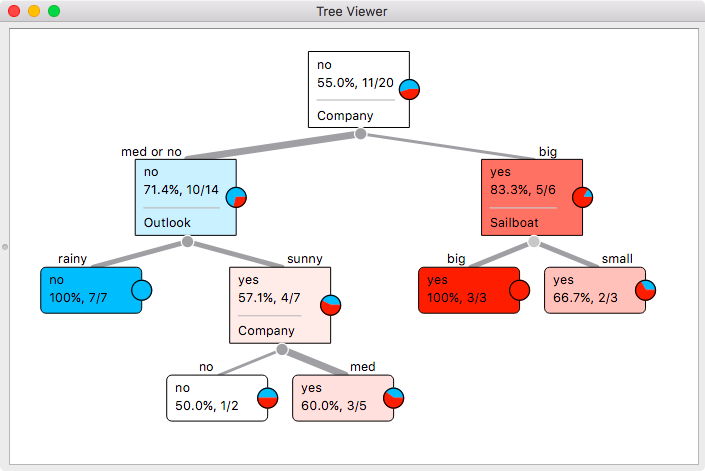 Tree Viewer
no
55.0%, 11/20
Company
med or no
big
no
71.4%, 10/14
Outlook
yes
83.3%, 5/6
Sailboat
rainy
sunny
big
small
no
100%, 7/7
yes
57.1%, 4/7
Company
yes
100%, 3/3
yes
66.7%, 2/3
no
med
no
50.0%, 1/2
yes
60.0%, 3/5